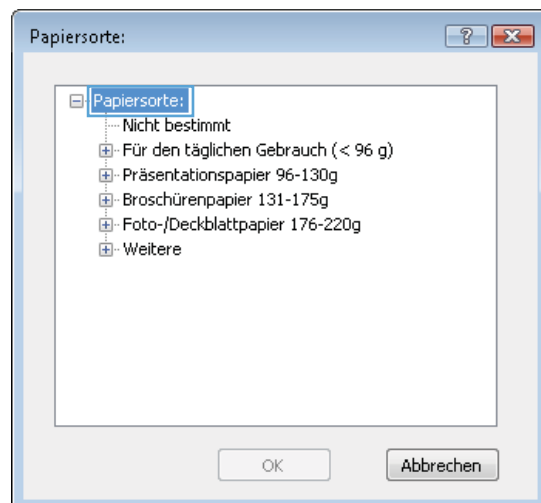 Papiersorte:
Papiersorte:
Nicht bestimmt
Für den täglichen Gebrauch (< 96 g)
Präsentationspapier 96-130g
Broschürenpapier 131-175g
Foto-/Deckblattpapier 176-220g
Weitere
OK
Abbrechen